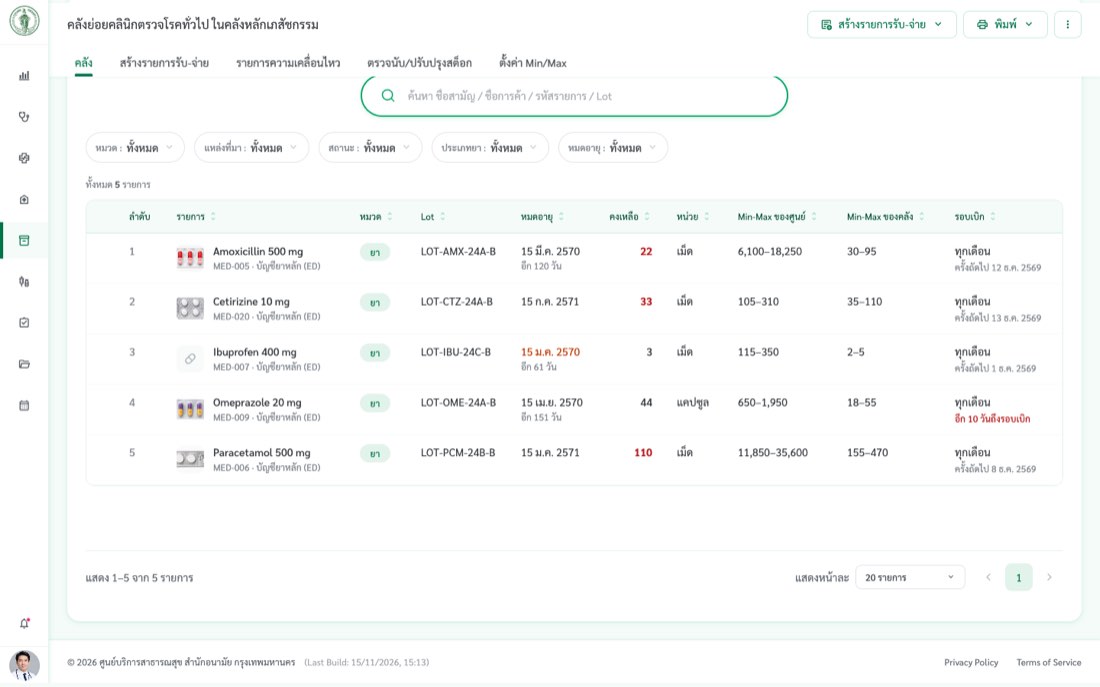 คลังย่อยคลินิกตรวจโรคทั่วไป ในคลังหลักเภสัชกรรม
สร้างรายการรับ-จ่าย
พิมพ์
คลัง สร้างรายการรับ-จ่าย รายการความเคลื่อนไหว ตรวจนับ/ปรับปรุงสต็อก ตั้งค่า Min/Max
ค้นหา ชื่อสามัญ / ชื่อการค้า / รหัสรายการ / Lot
หมวด : ทั้งหมด แหล่งที่มา : ทั้งหมด สถานะ : ทั้งหมด ประเภทยา : ทั้งหมด หมดอายุ : ทั้งหมด
ทั้งหมด 5 รายการ
ลำดับ รายการ หมวด Lot หมดอายุ คงเหลือ หน่วย Min-Max ของศูนย์ Min-Max ของคลัง รอบเบิก
1 Amoxicillin 500 mg ยา LOT-AMX-24A-B 15 มี.ค. 2570 22 เม็ด 6,100–18,250 30–95 ทุกเดือน
MED-005 · บัญชียาหลัก (ED) อีก 120 วัน ครั้งถัดไป 12 ธ.ค. 2569
2 Cetirizine 10 mg ยา LOT-CTZ-24A-B 15 ก.ค. 2571 33 เม็ด 105–310 35–110 ทุกเดือน
MED-020 · บัญชียาหลัก (ED) ครั้งถัดไป 13 ธ.ค. 2569
3 Ibuprofen 400 mg ยา LOT-IBU-24C-B 15 ม.ค. 2570 3 เม็ด 115–350 2–5 ทุกเดือน
MED-007 · บัญชียาหลัก (ED) อีก 61 วัน ครั้งถัดไป 1 ธ.ค. 2569
4 Omeprazole 20 mg ยา LOT-OME-24A-B 15 เม.ย. 2570 44 แคปซูล 650–1,950 18–55 ทุกเดือน
MED-009 · บัญชียาหลัก (ED) อีก 151 วัน อีก 10 วันถึงรอบเบิก
5 Paracetamol 500 mg ยา LOT-PCM-24B-B 15 ม.ค. 2571 110 เม็ด 11,850–35,600 155–470 ทุกเดือน
MED-006 · บัญชียาหลัก (ED) ครั้งถัดไป 8 ธ.ค. 2569
แสดง 1–5 จาก 5 รายการ แสดงหน้าละ 20 รายการ 1
© 2026 ศูนย์บริการสาธารณสุข สำนักอนามัย กรุงเทพมหานคร (Last Build: 15/11/2026, 15:13) Privacy Policy Terms of Service